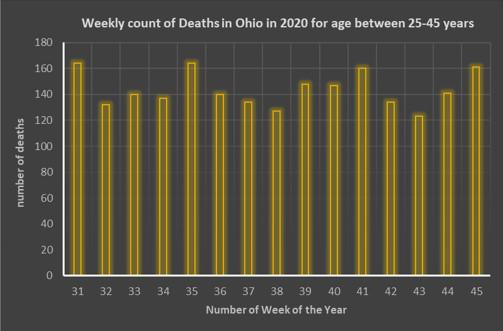 Weekly count of Deaths in Ohio in 2020 for age between 25-45 years
180
160
140
120
100
80
60
40
20
0
number of deaths
31 32 33 34 35 36 37 38 39 40 41 42 43 44 45
Number of Week of the Year